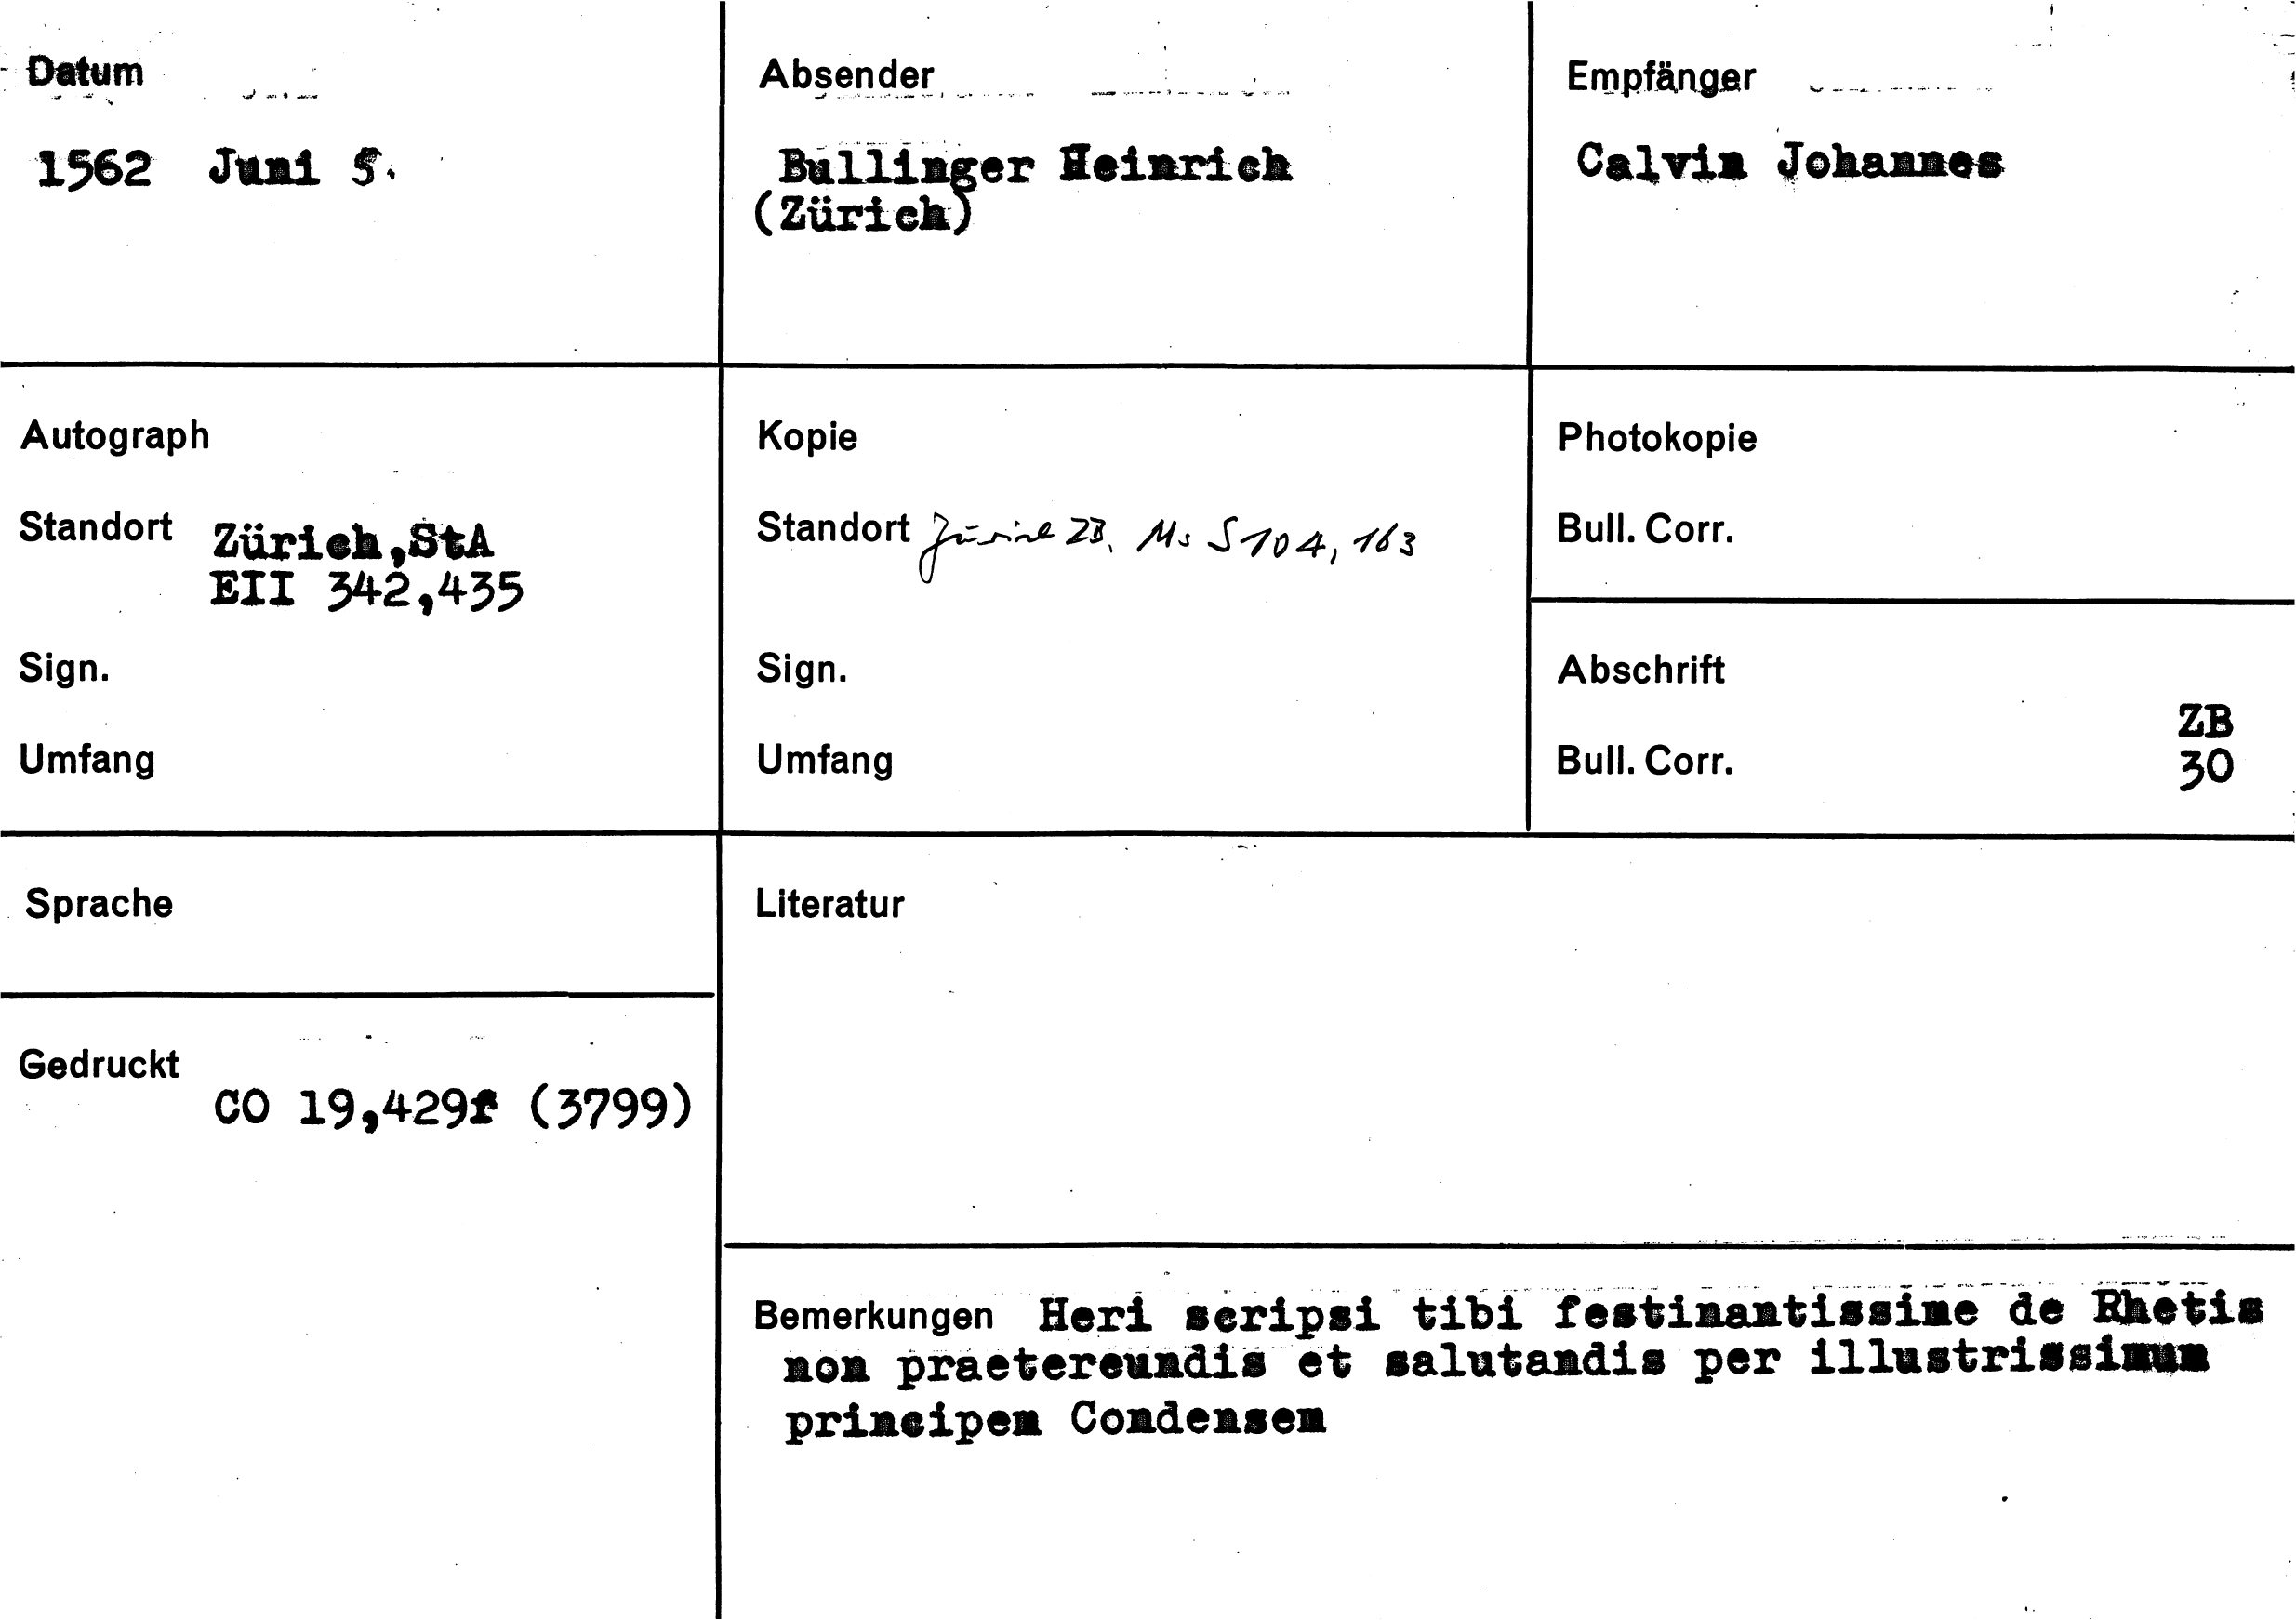 Datum
1562 Juni 5.
Absender
Bullinger Heinrich
(Zürich)
Empfänger
Calvin Johannes
Autograph
Standort Zürich,StA
EII 342,435
Sign.
Umfang
Kopie
Standort Zürich ZB, Ms S 104, 163
Sign.
Umfang
Photokopie
Bull. Corr.
Abschrift
ZB
Bull. Corr. 30
Sprache
Gedruckt
CO 19,429f (3799)
Literatur
Bemerkungen Heri scripsi tibi festinantissime de Rhetis
non praetereundis et salutandis per illustrissimum
principem Condensem